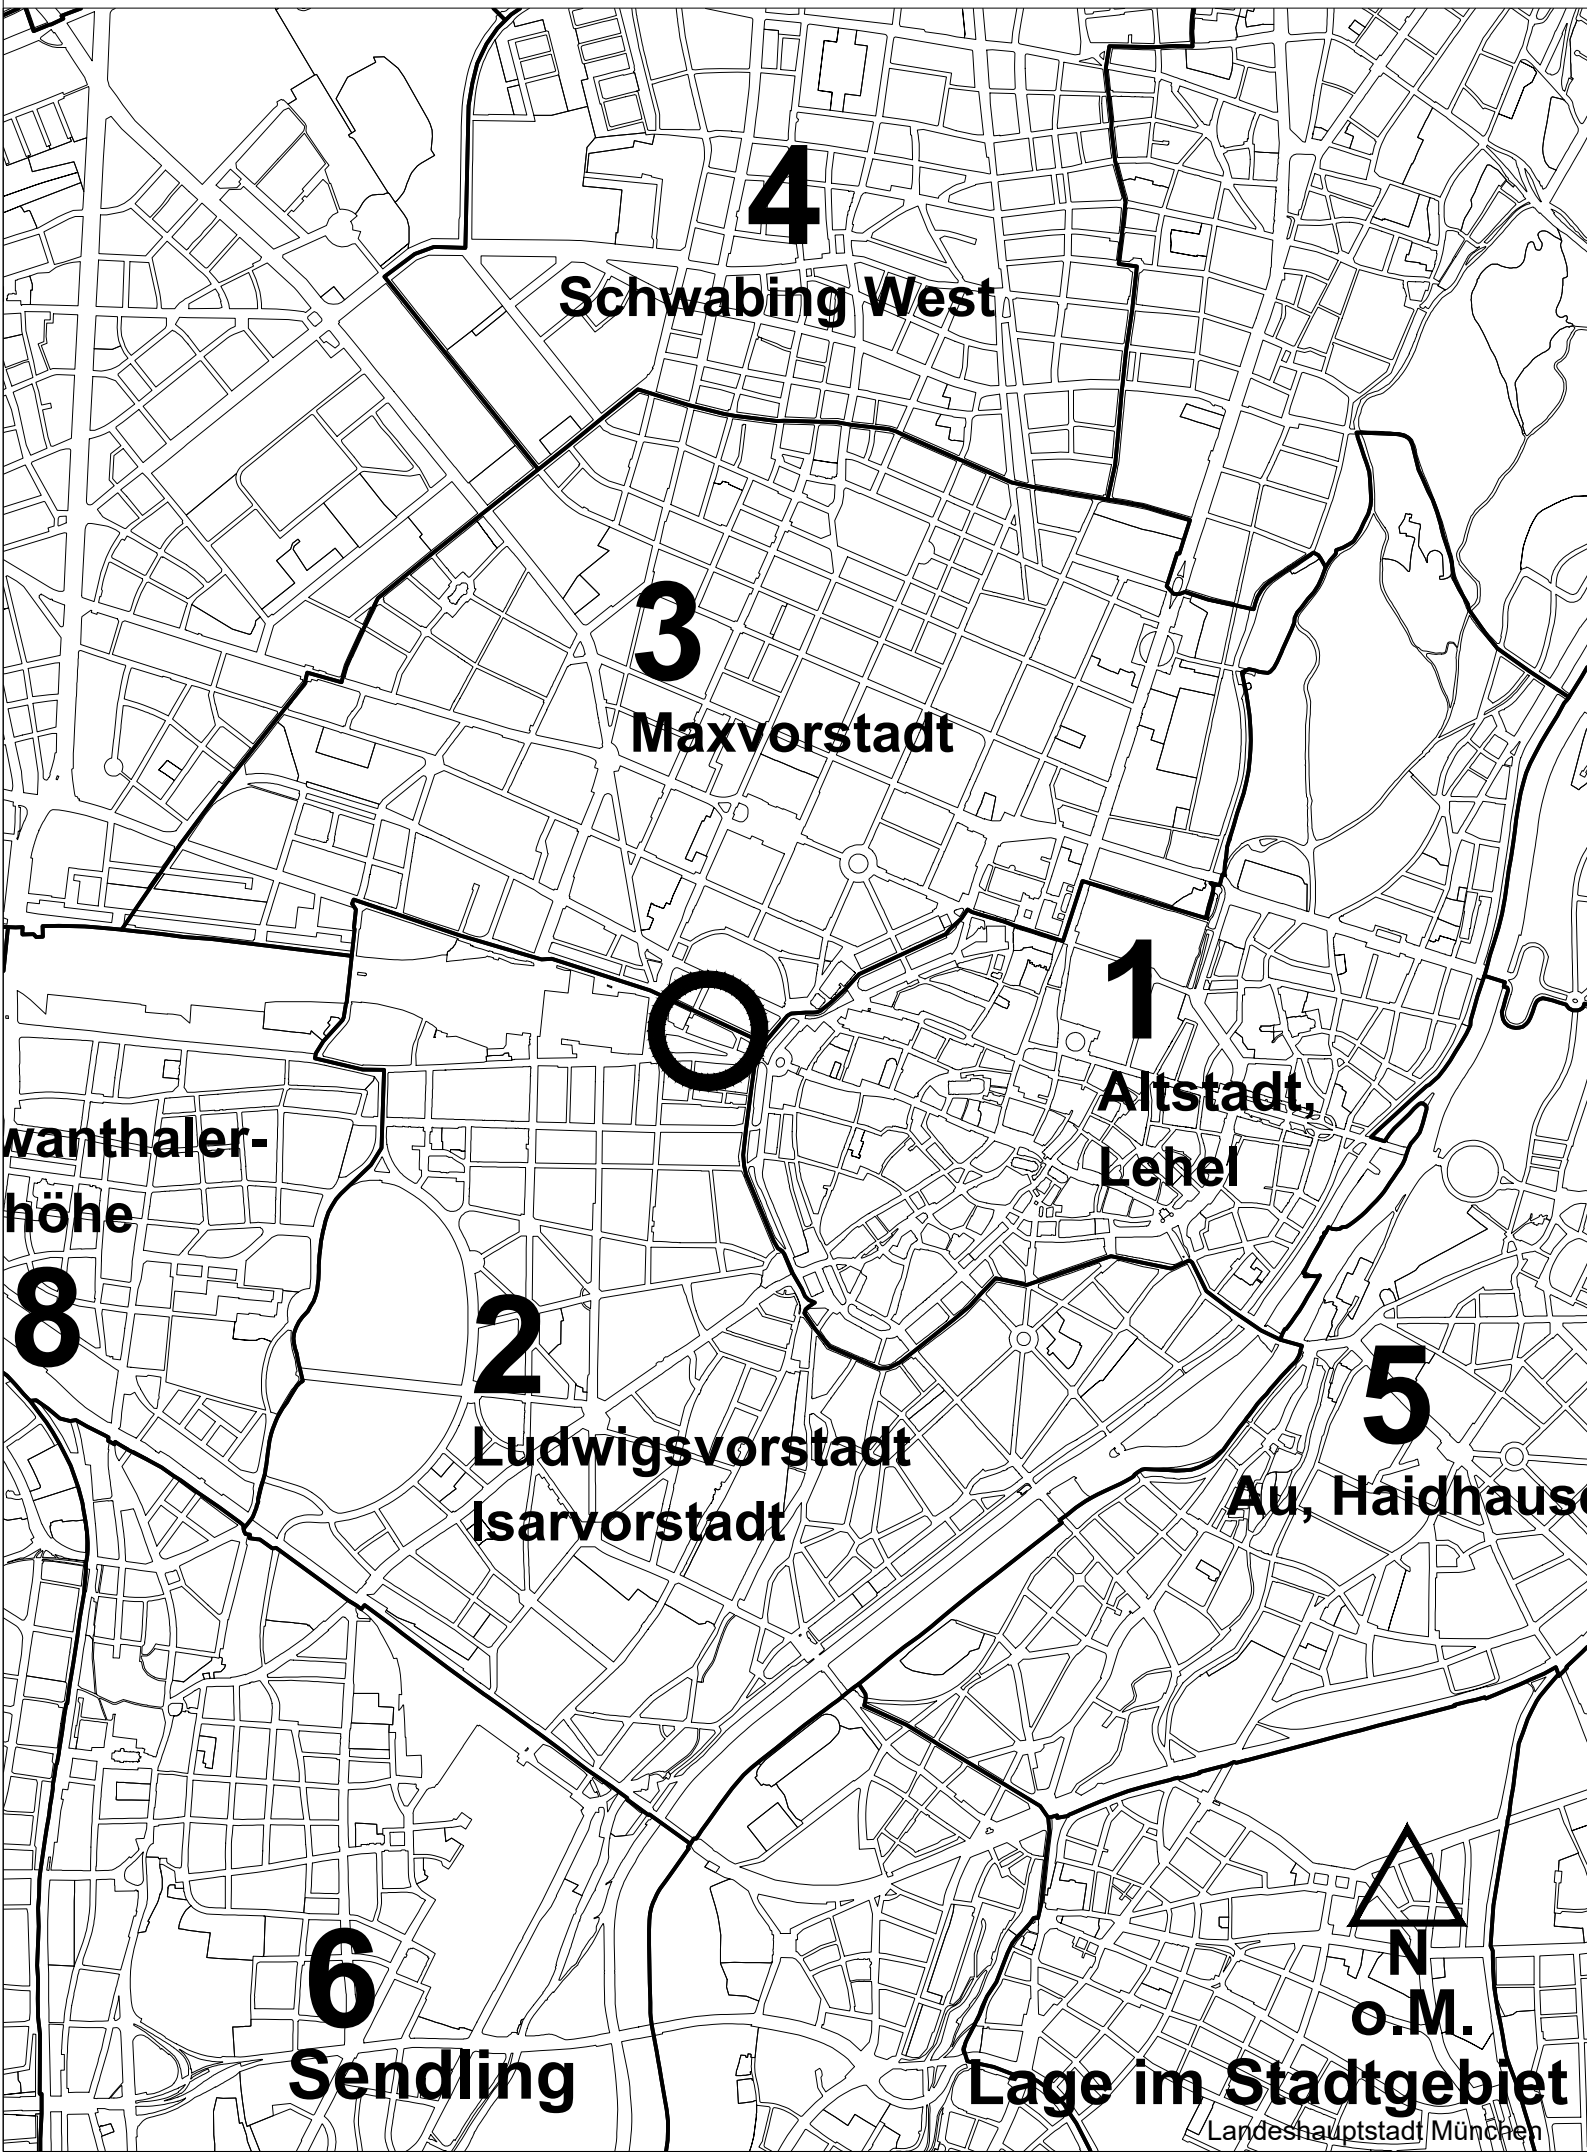 4
Schwabing West
3
Maxvorstadt
1
Altstadt,
Lehel
wanthaler-
höhe
8
2
Ludwigsvorstadt
Isarvorstadt
5
Au, Haidhause
6
Sendling
N
o.M.
Lage im Stadtgebiet
Landeshauptstadt München